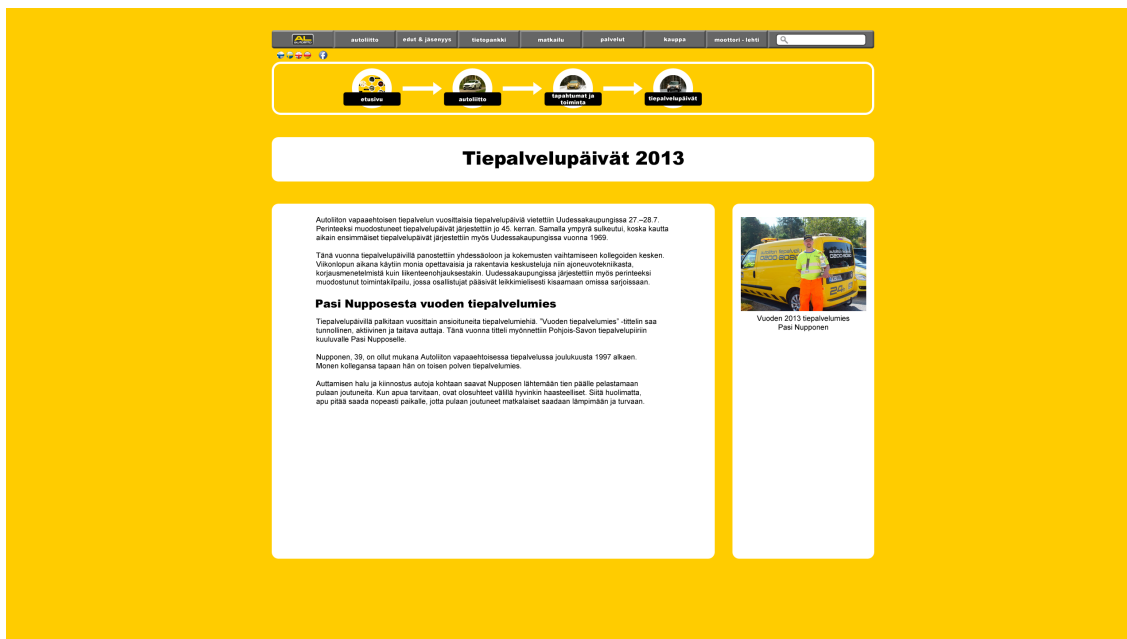 AL
autoliitto
edut & jäsenyys
tietopankki
matkailu
palvelut
kauppa
moottori - lehti
etusivu
autoliitto
tapahtumat ja
toiminta
tiepalvelupäivät
Tiepalvelupäivät 2013
Autoliiton vapaaehtoisen tiepalvelun vuosittaisia tiepalvelupäiviä vietettiin Uudessakaupungissa 27.–28.7.
Perinteeksi muodostuneet tiepalvelupäivät järjestettiin jo 45. kerran. Samalla ympyrä sulkeutui, koska kautta
aikain ensimmäiset tiepalvelupäivät järjestettiin myös Uudessakaupungissa vuonna 1969.
Tänä vuonna tiepalvelupäivillä panostettiin yhdessäoloon ja kokemusten vaihtamiseen kollegoiden kesken.
Viikonlopun aikana käytiin monia opettavaisia ja rakentavia keskusteluja niin ajoneuvotekniikasta,
korjausmenetelmistä kuin liikenteenohjauksestakin. Uudessakaupungissa järjestettiin myös perinteeksi
muodostunut toimintakilpailu, jossa osallistujat pääsivät leikkimielisesti kisaamaan omissa sarjoissaan.
Pasi Nupposesta vuoden tiepalvelumies
Tiepalvelupäivillä palkitaan vuosittain ansioituneita tiepalvelumiehiä. "Vuoden tiepalvelumies" -tittelin saa
tunnollinen, aktiivinen ja taitava auttaja. Tänä vuonna titteli myönnettiin Pohjois-Savon tiepalvelupiiriin
kuuluvalle Pasi Nupposelle.
Nupponen, 39, on ollut mukana Autoliiton vapaaehtoisessa tiepalvelussa joulukuusta 1997 alkaen.
Monen kollegansa tapaan hän on toisen polven tiepalvelumies.
Auttamisen halu ja kiinnostus autoja kohtaan saavat Nupposen lähtemään tien päälle pelastamaan
pulaan joutuneita. Kun apua tarvitaan, ovat olosuhteet välillä hyvinkin haasteelliset. Siitä huolimatta,
apu pitää saada nopeasti paikalle, jotta pulaan joutuneet matkalaiset saadaan lämpimään ja turvaan.
0200 8080
24h
Vuoden 2013 tiepalvelumies
Pasi Nupponen